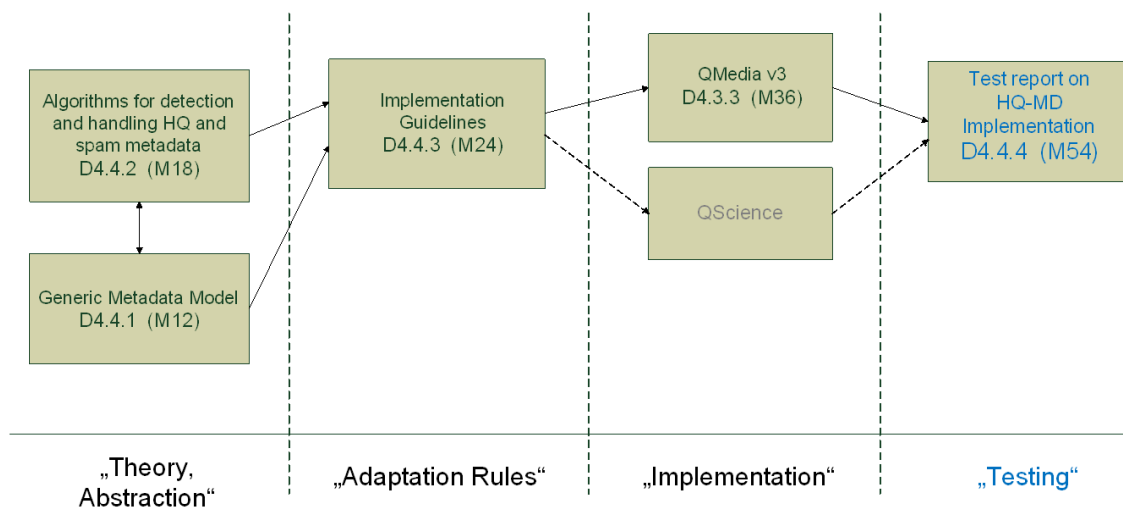 Algorithms for detection
and handling HQ and
spam metadata
D4.4.2 (M18)
Generic Metadata Model
D4.4.1 (M12)
Implementation
Guidelines
D4.4.3 (M24)
QMedia v3
D4.3.3 (M36)
QScience
Test report on
HQ-MD
Implementation
D4.4.4 (M54)
„Theory,
Abstraction“
„Adaptation Rules“
„Implementation“
„Testing“